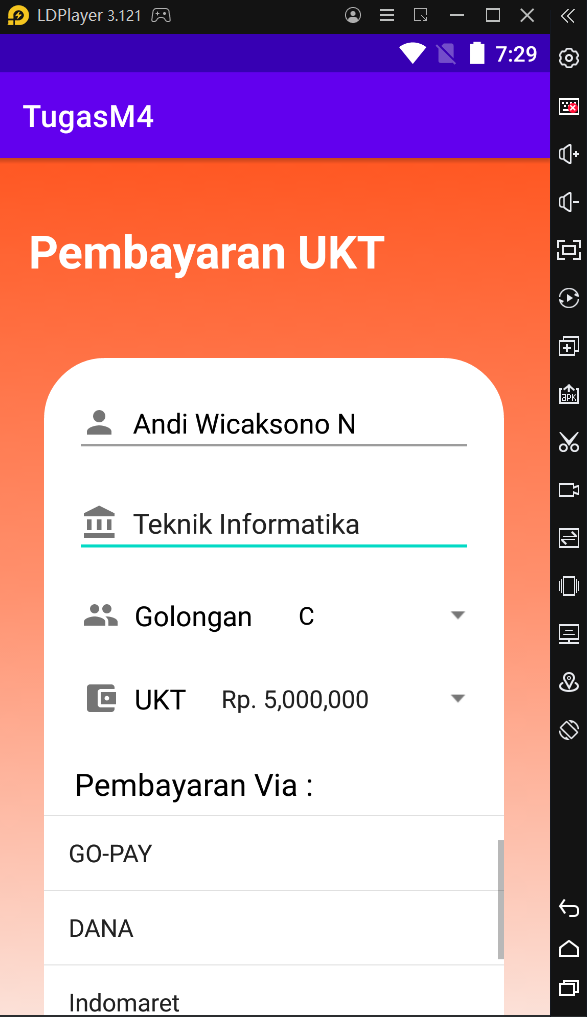 LDPlayer 3.121
7:29
TugasM4
Pembayaran UKT
Andi Wicaksono N
Teknik Informatika
Golongan C
UKT Rp. 5,000,000
Pembayaran Via :
GO-PAY
DANA
Indomaret
APK